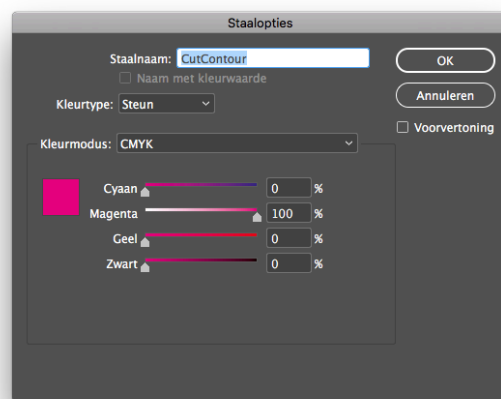 Staalopties
Staalnaam: CutContour
Naam met kleurwaarde
Kleurtype: Steun
Kleurmodus: CMYK
Cyaan 0 %
Magenta 100 %
Geel 0 %
Zwart 0 %
OK
Annuleren
Voorvertoning